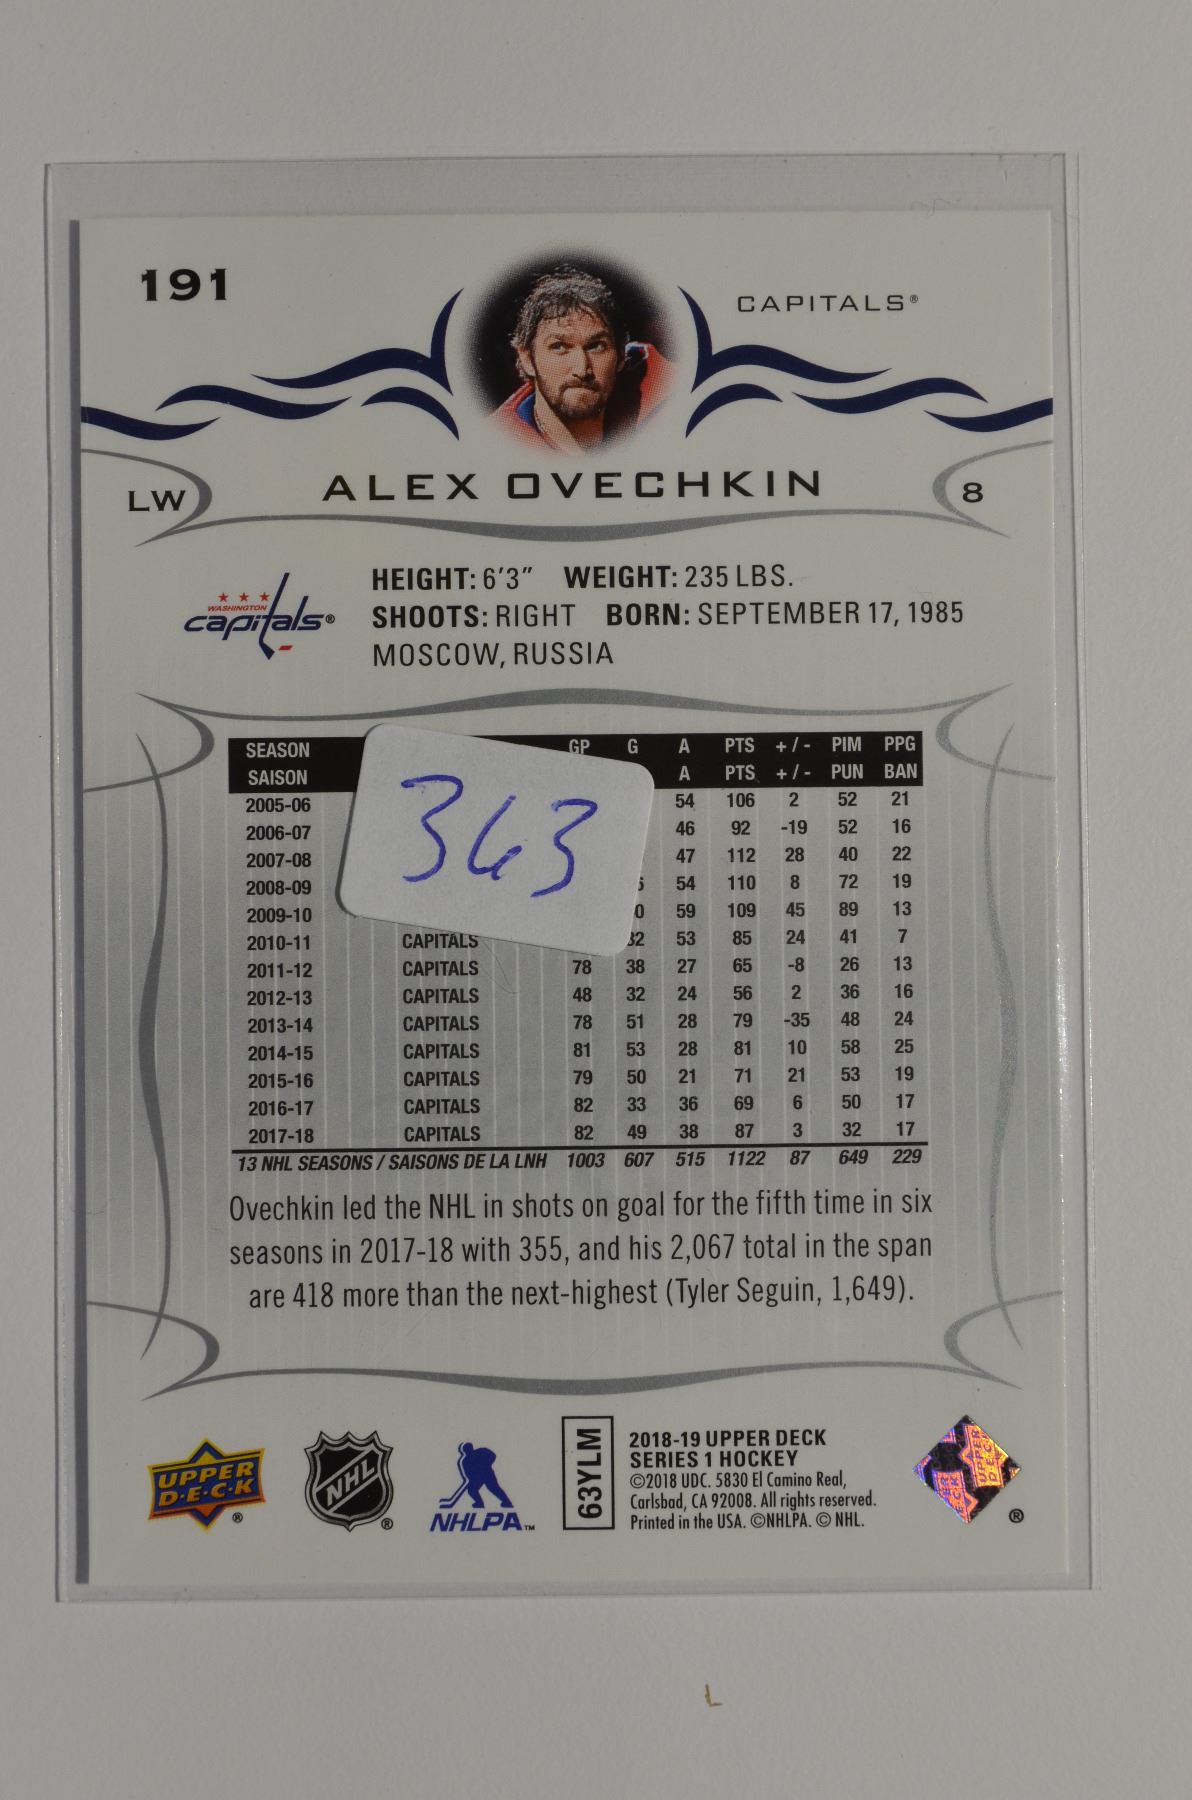 191
CAPITALS®
LW
ALEX OVECHKIN
8
WASHINGTON
capitals®
HEIGHT: 6'3" WEIGHT: 235 LBS.
SHOOTS: RIGHT BORN: SEPTEMBER 17, 1985
MOSCOW, RUSSIA
SEASON GP G A PTS +/- PIM PPG
SAISON A PTS +/- PUN BAN
2005-06 54 106 2 52 21
2006-07 46 92 -19 52 16
2007-08 47 112 28 40 22
2008-09 54 110 8 72 19
2009-10 59 109 45 89 13
2010-11 CAPITALS 32 53 85 24 41 7
2011-12 CAPITALS 78 38 27 65 -8 26 13
2012-13 CAPITALS 48 32 24 56 2 36 16
2013-14 CAPITALS 78 51 28 79 -35 48 24
2014-15 CAPITALS 81 53 28 81 10 58 25
2015-16 CAPITALS 79 50 21 71 21 53 19
2016-17 CAPITALS 82 33 36 69 6 50 17
2017-18 CAPITALS 82 49 38 87 3 32 17
13 NHL SEASONS / SAISONS DE LA LNH 1003 607 515 1122 87 649 229
363
Ovechkin led the NHL in shots on goal for the fifth time in six
seasons in 2017-18 with 355, and his 2,067 total in the span
are 418 more than the next-highest (Tyler Seguin, 1,649).
UPPER
D·E·C·K®
NHL®
NHLPA™
63YLM
2018-19 UPPER DECK
SERIES 1 HOCKEY
©2018 UDC. 5830 El Camino Real,
Carlsbad, CA 92008. All rights reserved.
Printed in the USA. ©NHLPA. © NHL.
UPPER
DECK
®